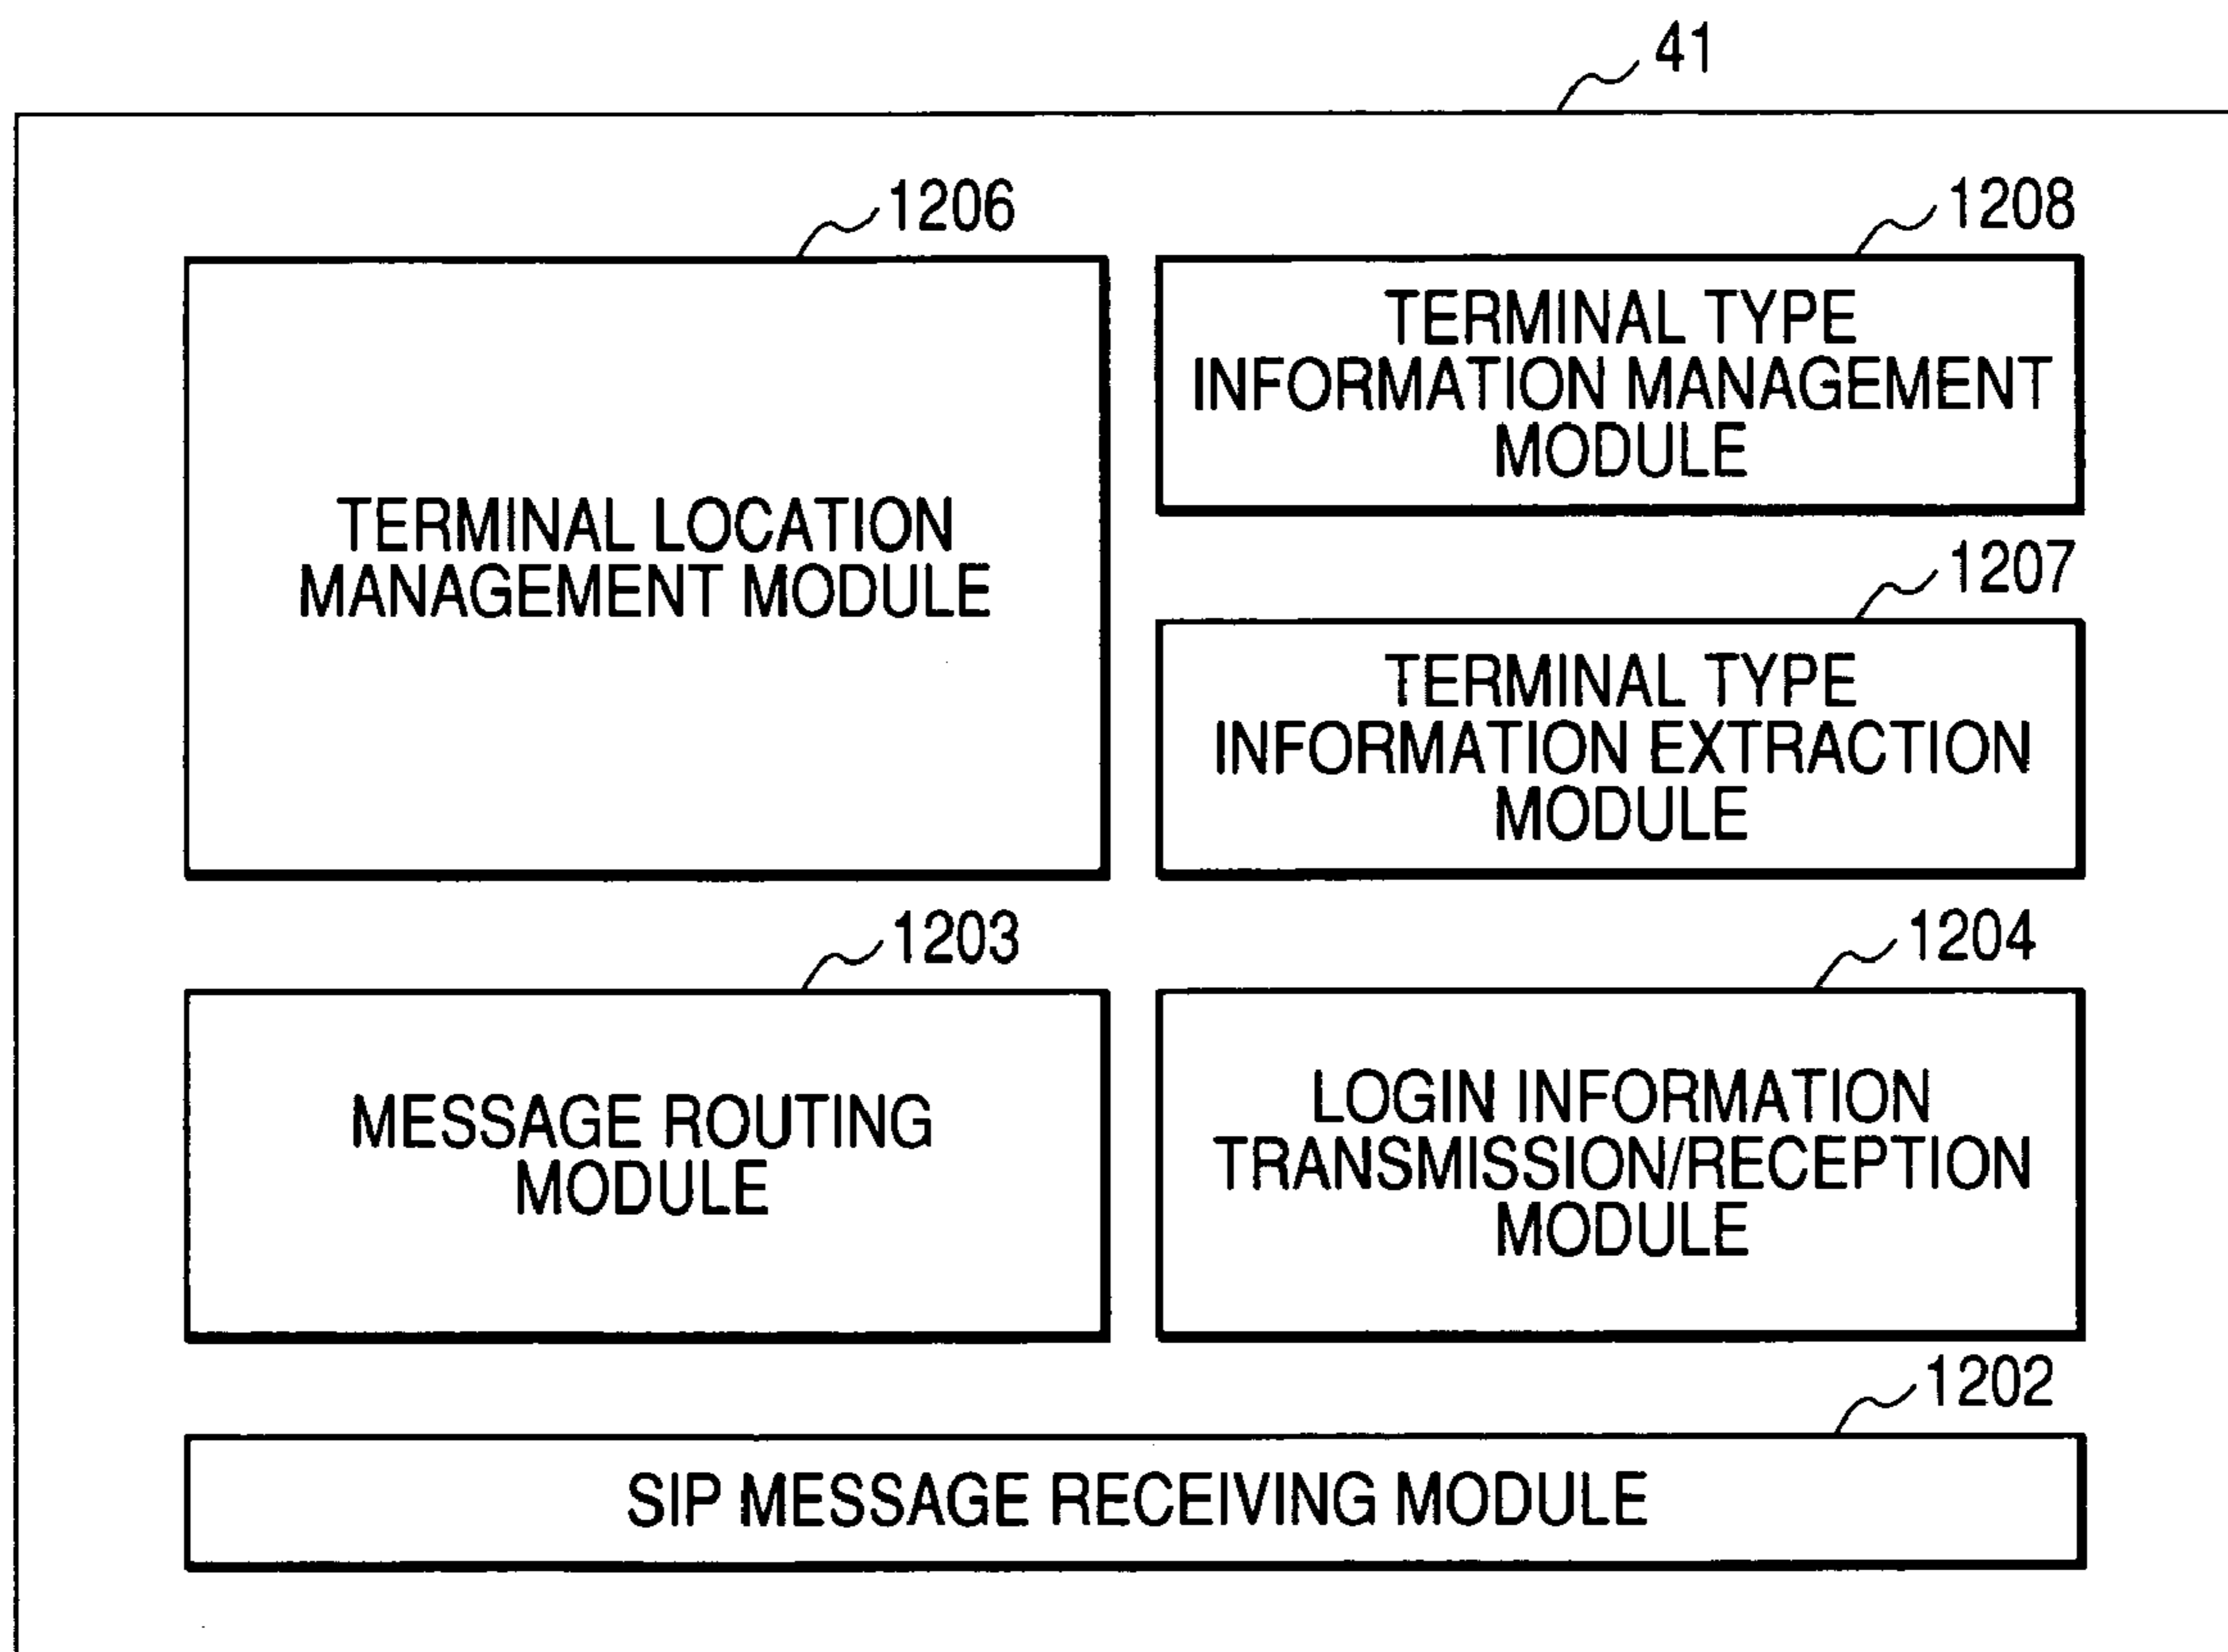 41
1206
1208
TERMINAL LOCATION
MANAGEMENT MODULE
TERMINAL TYPE
INFORMATION MANAGEMENT
MODULE
1207
TERMINAL TYPE
INFORMATION EXTRACTION
MODULE
1203
1204
MESSAGE ROUTING
MODULE
LOGIN INFORMATION
TRANSMISSION/RECEPTION
MODULE
1202
SIP MESSAGE RECEIVING MODULE